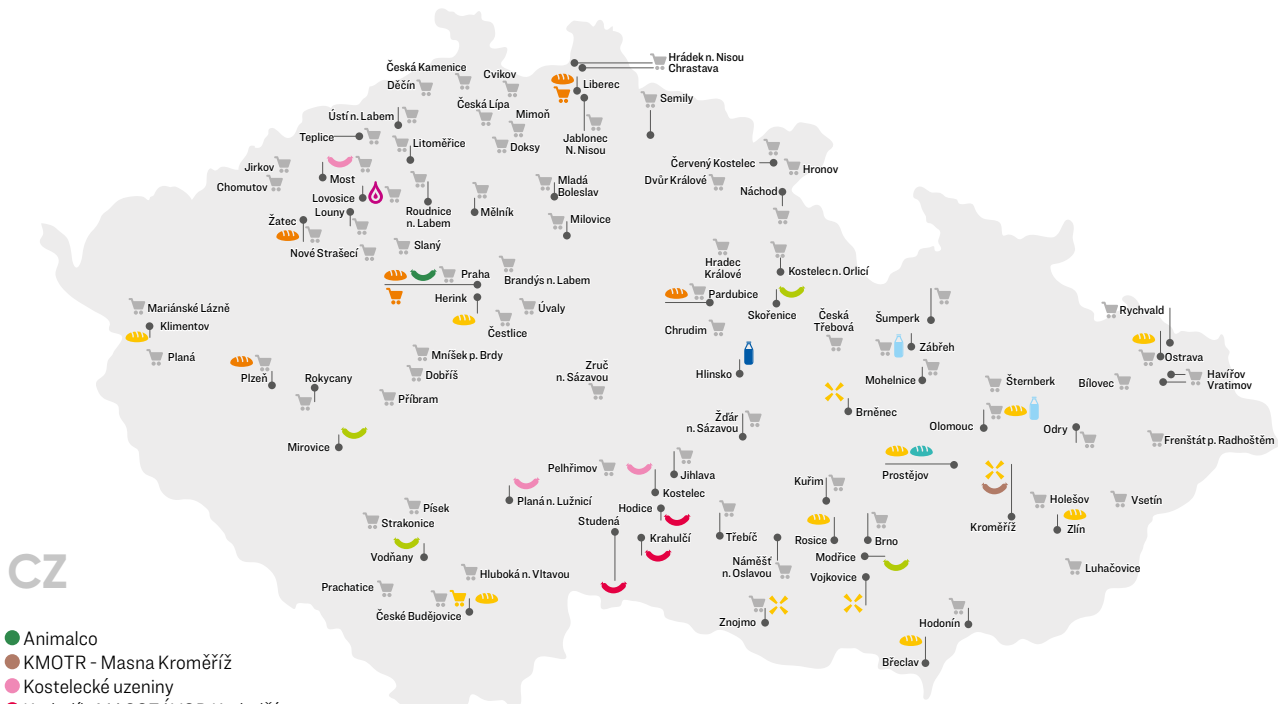 Hrádek n. Nisou
Chrastava
Česká Kamenice
Cvikov
Děčín
Liberec
Semily
Česká Lípa
Ústí n. Labem
Mimoň
Teplice
Litoměřice
Doksy
Jablonec
N. Nisou
Červený Kostelec
Hronov
Jirkov
Chomutov
Most
Mladá
Boleslav
Dvůr Králové
Náchod
Lovosice
Louny
Roudnice
n. Labem
Mělník
Milovice
Žatec
Nové Strašecí
Slaný
Hradec
Králové
Kostelec n. Orlicí
Praha
Brandýs n. Labem
Herink
Pardubice
Skořenice
Mariánské Lázně
Klimentov
Úvaly
Čestlice
Chrudim
Česká
Třebová
Šumperk
Rychvald
Planá
Mníšek p. Brdy
Dobříš
Zruč
n. Sázavou
Hlinsko
Zábřeh
Ostrava
Plzeň
Rokycany
Příbram
Mohelnice
Šternberk
Bílovec
Havířov
Vratimov
Brněnec
Žďár
n. Sázavou
Olomouc
Odry
Frenštát p. Radhoštěm
Mirovice
Pelhřimov
Jihlava
Prostějov
Kuřim
Planá n. Lužnicí
Kostelec
Hodice
Studená
Krahulčí
Třebíč
Kroměříž
Holešov
Vsetín
Zlín
Písek
Strakonice
Vodňany
Rosice
Brno
Modřice
Náměšť
n. Oslavou
Vojkovice
Luhačovice
CZ
Prachatice
Hluboká n. Vltavou
České Budějovice
Znojmo
Hodonín
Břeclav
Animalco
KMOTR - Masna Kroměříž
Kostelecké uzeniny